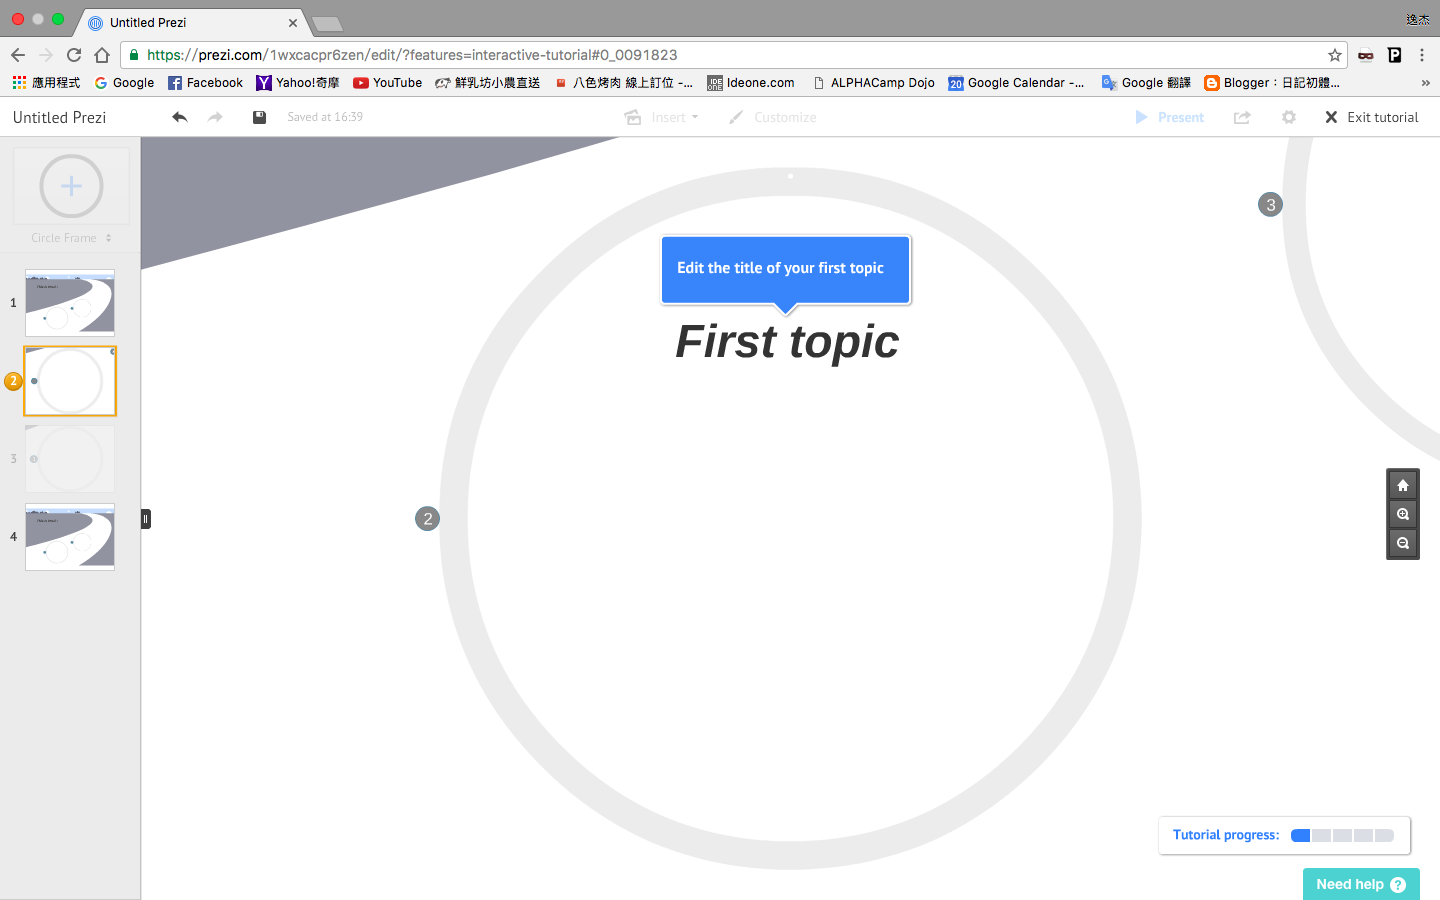 Untitled Prezi
逸杰
https://prezi.com/1wxcacpr6zen/edit/?features=interactive-tutorial#0_0091823
應用程式 Google Facebook Yahoo!奇摩 YouTube 鮮乳坊小農直送 八色烤肉 線上訂位 -... Ideone.com ALPHACamp Dojo 20 Google Calendar -... Google 翻譯 Blogger：日記初體... »
Untitled Prezi Saved at 16:39 Insert Customize Present Exit tutorial
Circle Frame
1
2
3
4
3
Edit the title of your first topic
First topic
2
Tutorial progress:
Need help ?